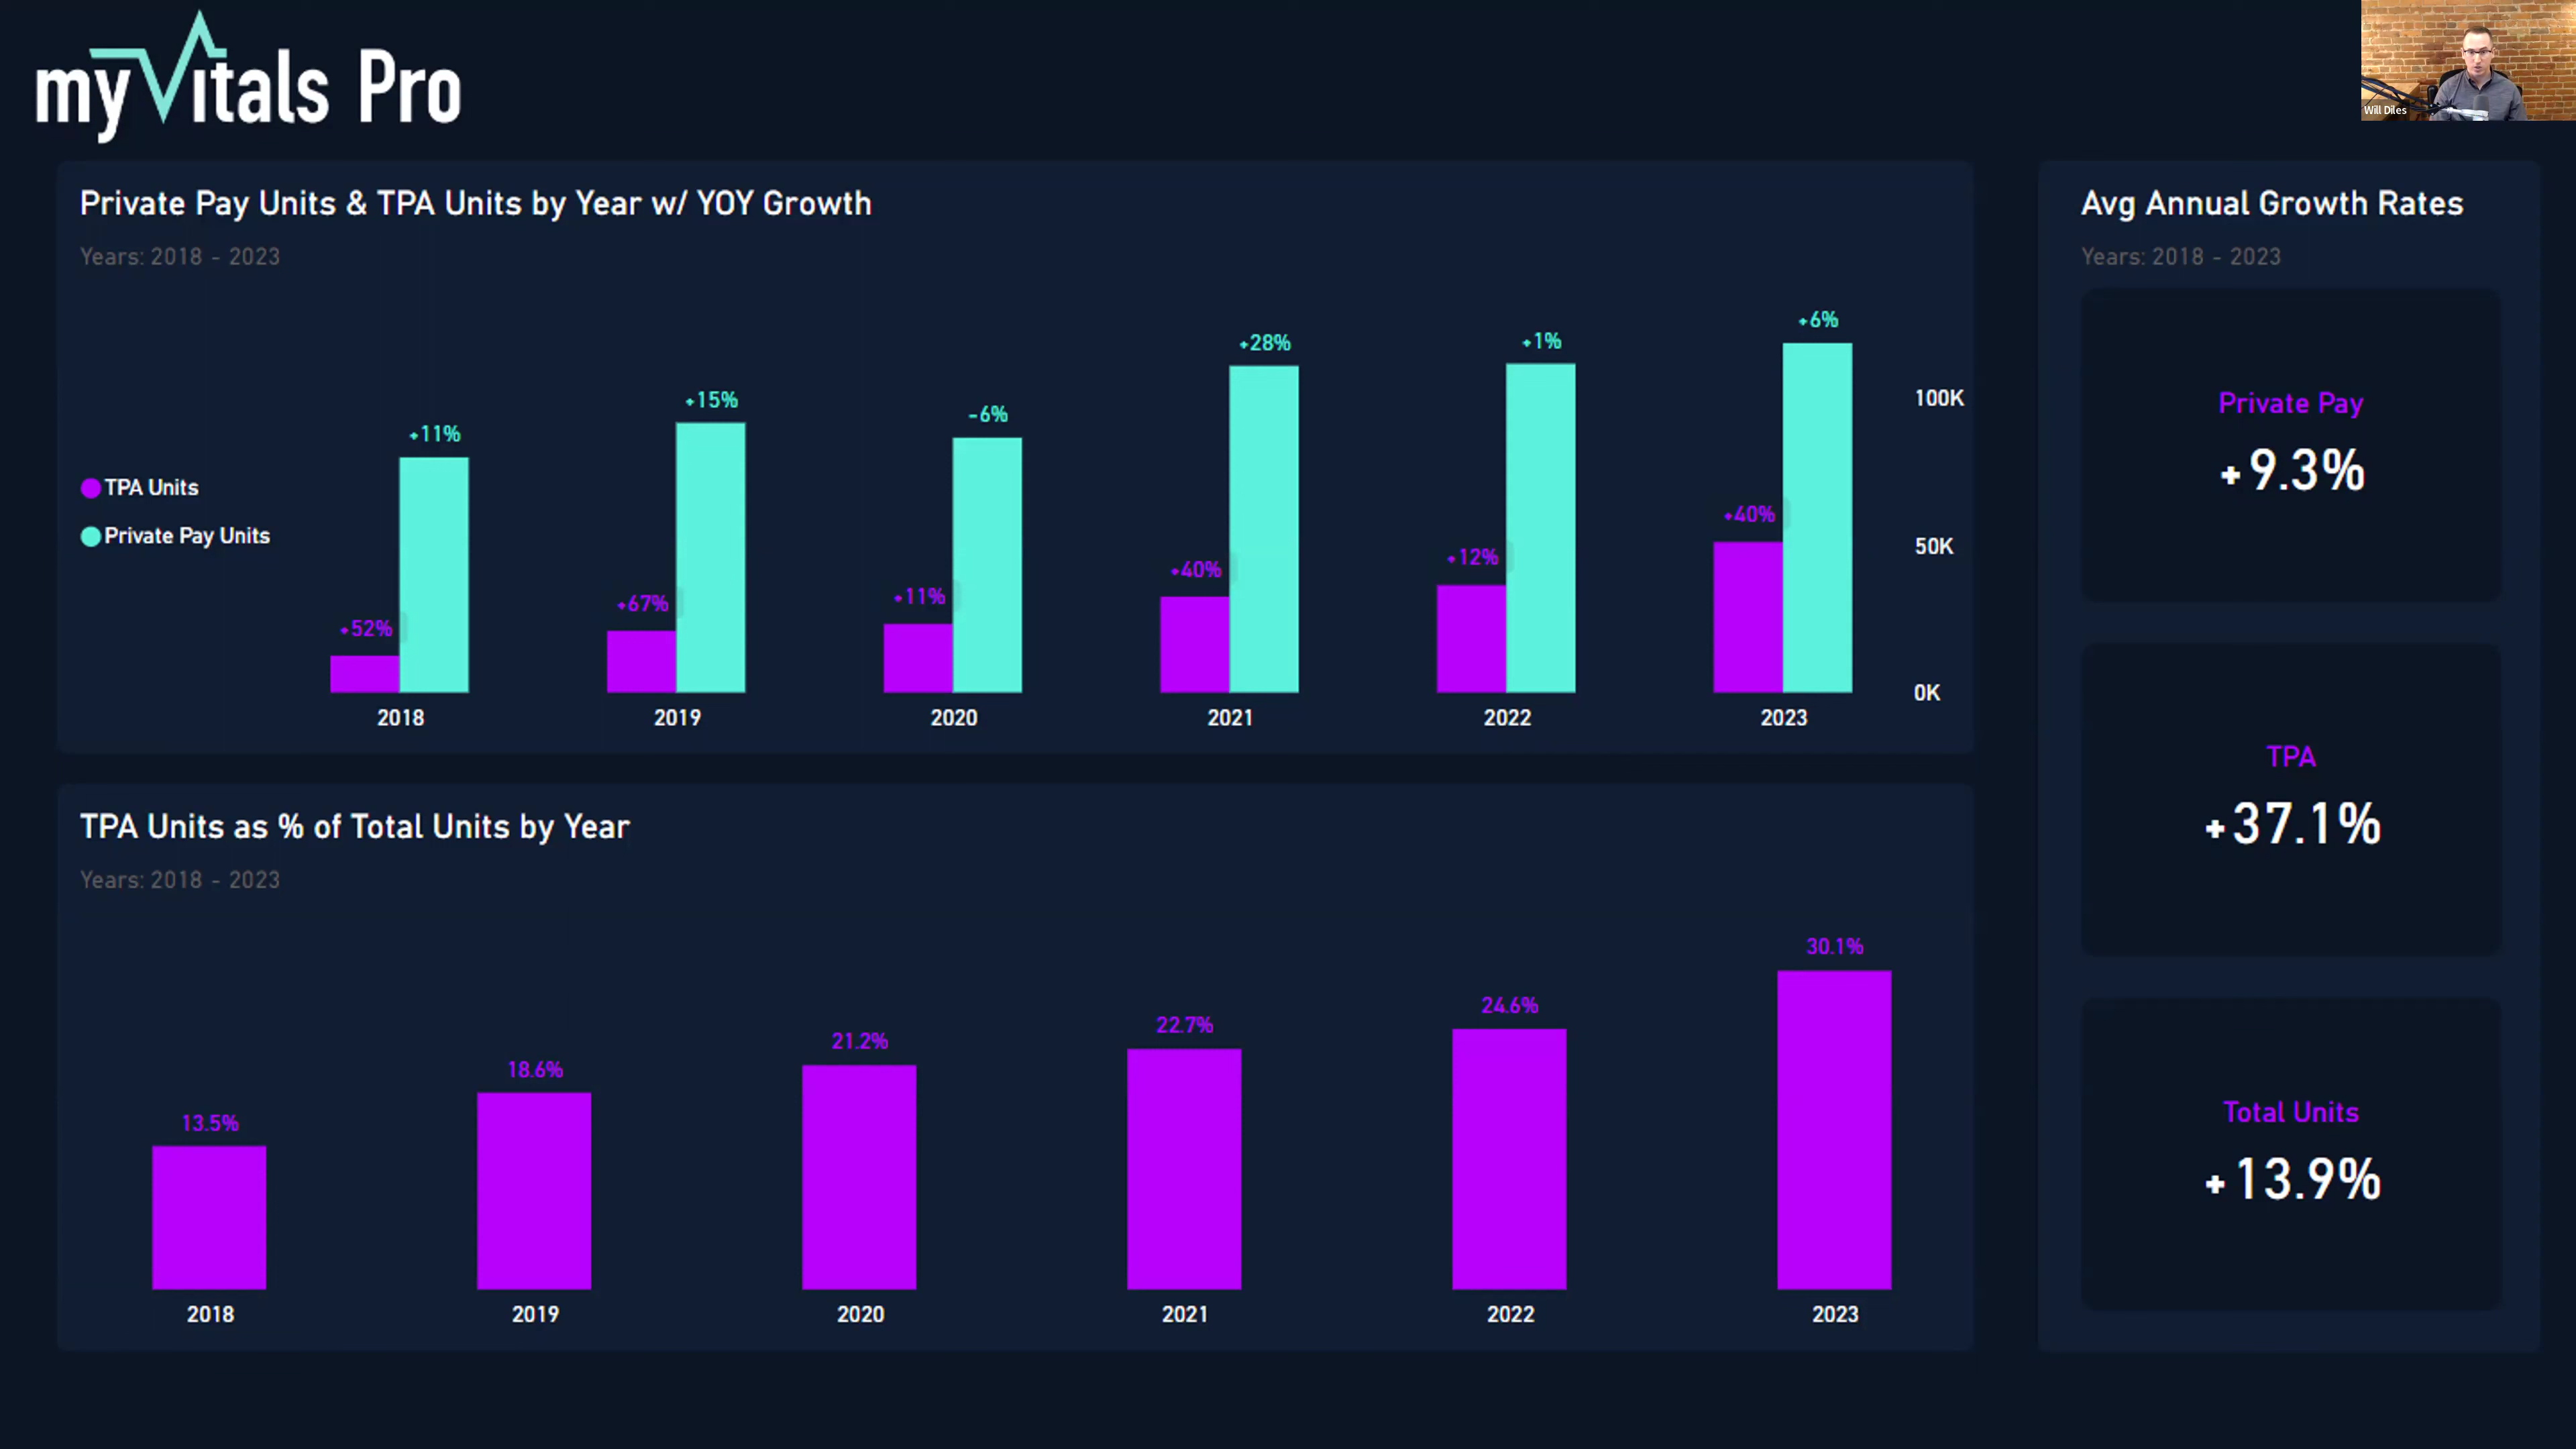 myVitals Pro
Will Diles
Private Pay Units & TPA Units by Year w/ YOY Growth
Years: 2018 - 2023
TPA Units
Private Pay Units
+52%
+11%
+67%
+15%
+11%
-6%
+40%
+28%
+12%
+1%
+40%
+6%
100K
50K
0K
2018
2019
2020
2021
2022
2023
TPA Units as % of Total Units by Year
Years: 2018 - 2023
13.5%
18.6%
21.2%
22.7%
24.6%
30.1%
2018
2019
2020
2021
2022
2023
Avg Annual Growth Rates
Years: 2018 - 2023
Private Pay
+9.3%
TPA
+37.1%
Total Units
+13.9%